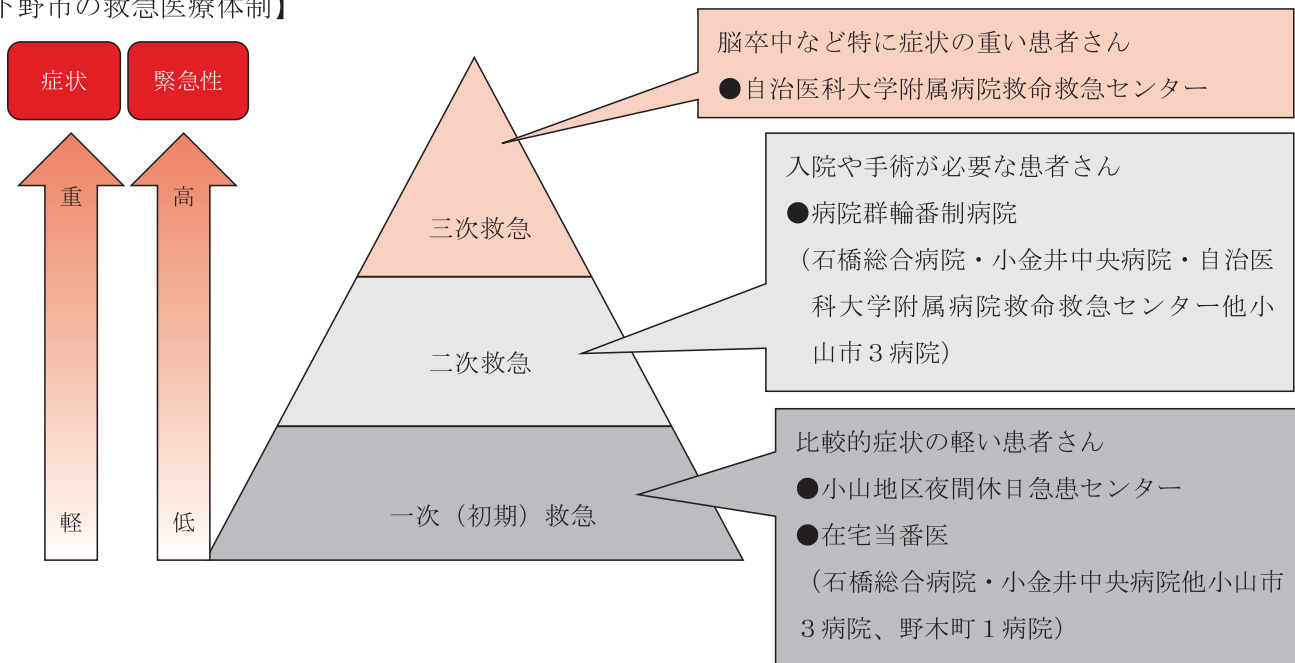 下野市の救急医療体制】
症状
緊急性
重
高
軽
低
三次救急
二次救急
一次（初期）救急
脳卒中など特に症状の重い患者さん
●自治医科大学附属病院救命救急センター
入院や手術が必要な患者さん
●病院群輪番制病院
（石橋総合病院・小金井中央病院・自治医
科大学附属病院救命救急センター他小
山市３病院）
比較的症状の軽い患者さん
●小山地区夜間休日急患センター
●在宅当番医
（石橋総合病院・小金井中央病院他小山市
３病院、野木町１病院）